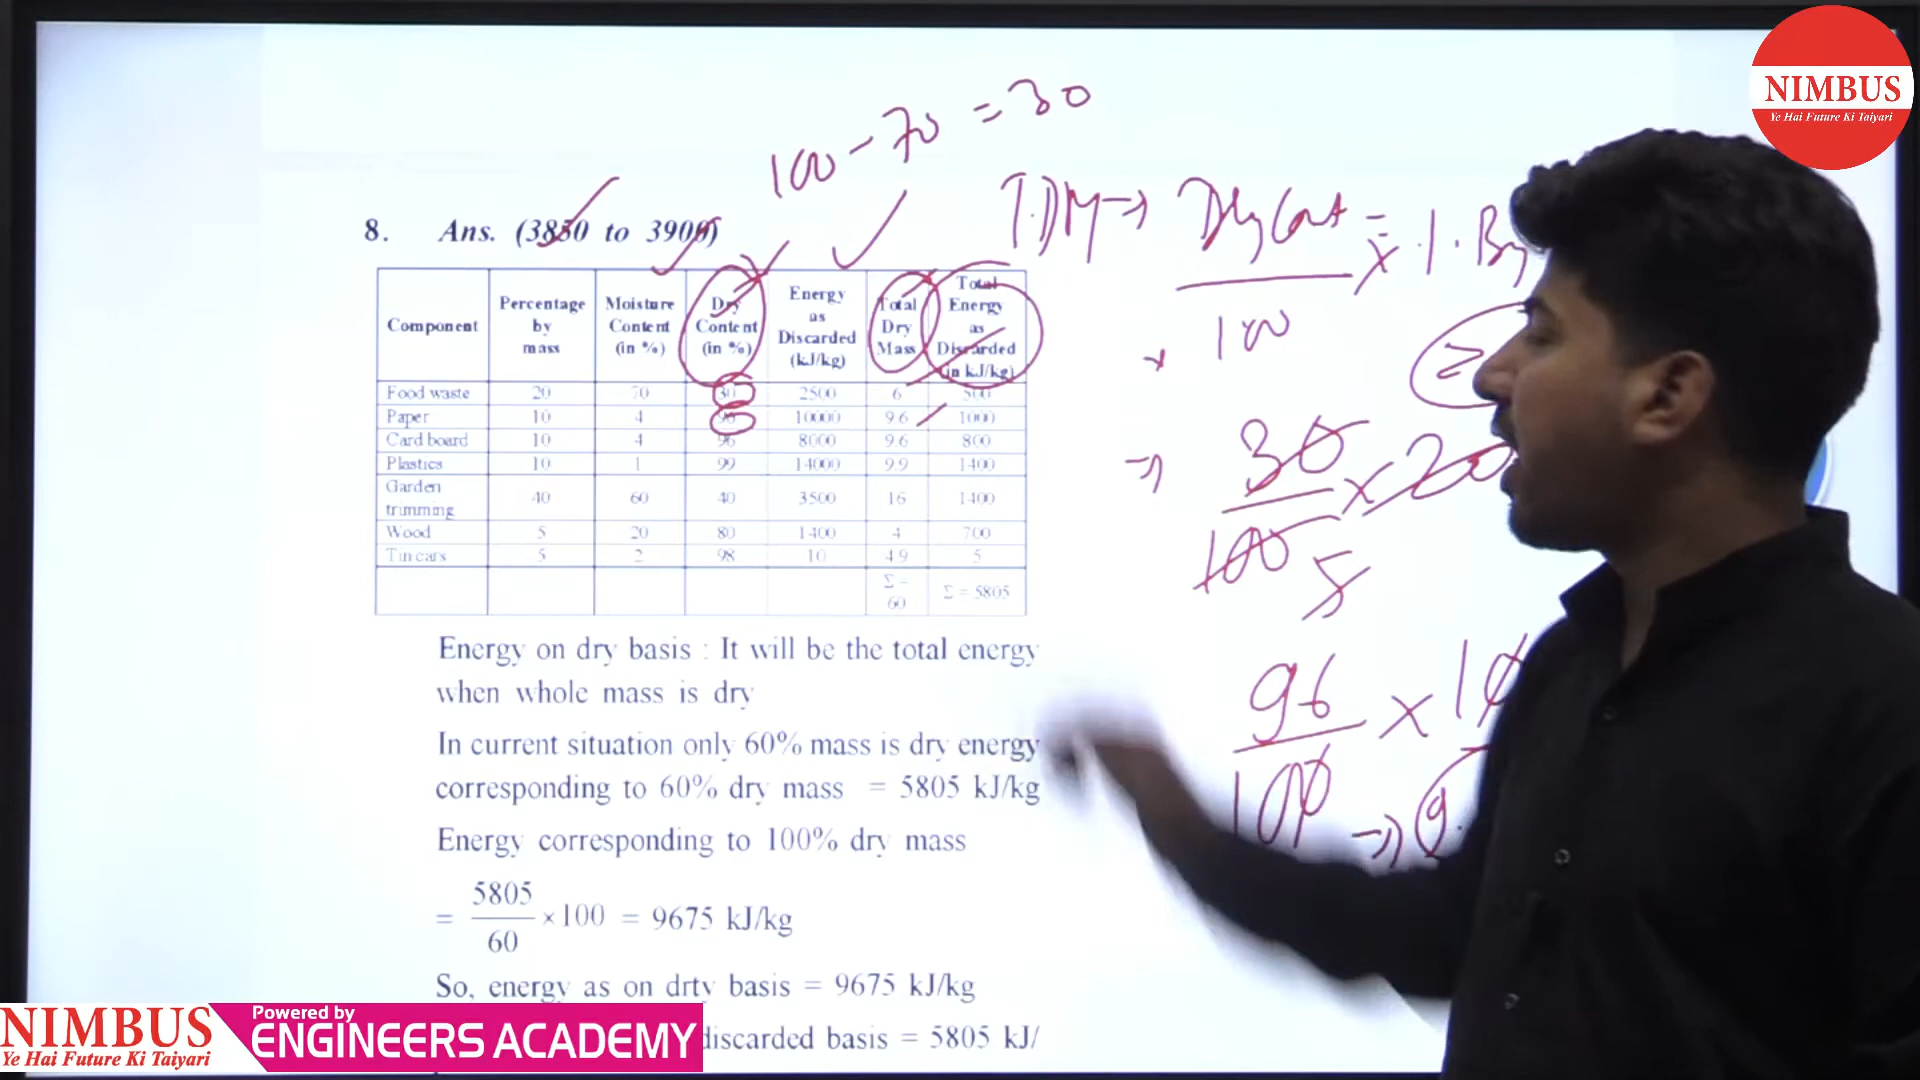 NIMBUS
Ye Hai Future Ki Taiyari
100 - 70 = 30
T.DM → Dry Cont
100
30
100
× 20
5
96
100
× 10
8. Ans. (3850 to 3900)
Component Percentage by mass Moisture Content (in %) Dry Content (in %) Energy as Discarded (kJ/kg) Total Dry Mass Total Energy as Discarded (in kJ/kg)
Food waste 20 70 30 2500 6 500
Paper 10 4 96 10000 9.6 1000
Card board 10 4 96 8000 9.6 800
Plastics 10 1 99 14000 9.9 1400
Garden trimming 40 60 40 3500 16 1400
Wood 5 20 80 1400 4 700
Tin cars 5 2 98 10 4.9 5
Σ = 60 Σ = 5805
Energy on dry basis : It will be the total energy
when whole mass is dry
In current situation only 60% mass is dry energy
corresponding to 60% dry mass = 5805 kJ/kg
Energy corresponding to 100% dry mass
= 5805/60 ×100 = 9675 kJ/kg
So, energy as on drty basis = 9675 kJ/kg
discarded basis = 5805 kJ/
NIMBUS
Ye Hai Future Ki Taiyari
Powered by
ENGINEERS ACADEMY